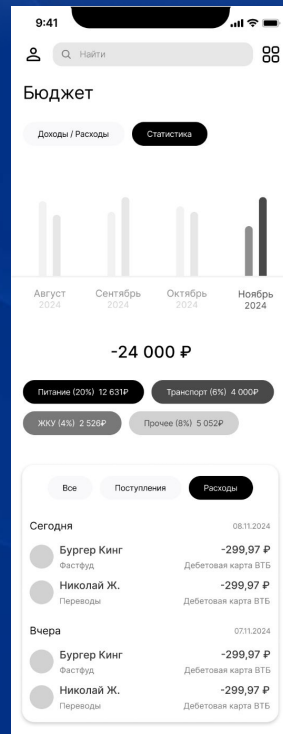 9:41
Найти
Бюджет
Доходы / Расходы Статистика
Август Сентябрь Октябрь Ноябрь
2024 2024 2024 2024
-24 000 ₽
Питание (20%) 12 631₽ Транспорт (6%) 4 000₽
ЖКУ (4%) 2 526₽ Прочее (8%) 5 052₽
Все Поступления Расходы
Сегодня 08.11.2024
Бургер Кинг -299,97 ₽
Фастфуд Дебетовая карта ВТБ
Николай Ж. -299,97 ₽
Переводы Дебетовая карта ВТБ
Вчера 07.11.2024
Бургер Кинг -299,97 ₽
Фастфуд Дебетовая карта ВТБ
Николай Ж. -299,97 ₽
Переводы Дебетовая карта ВТБ